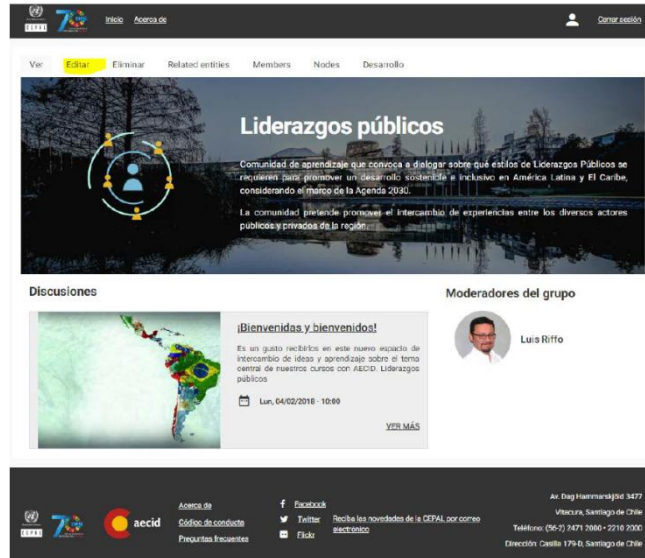 CEPAL
Inicio Acerca de
Cerrar sesión
Ver Editar Eliminar Related entities Members Nodes Desarrollo
Liderazgos públicos
Comunidad de aprendizaje que convoca a dialogar sobre qué estilos de Liderazgos Públicos se
requieren para promover un desarrollo sostenible e inclusivo en América Latina y El Caribe,
considerando el marco de la Agenda 2030.
La comunidad pretende promover el intercambio de experiencias entre los diversos actores
públicos y privados de la región.
Discusiones
¡Bienvenidas y bienvenidos!
Es un gusto recibirlos en este nuevo espacio de
intercambio de ideas y aprendizaje sobre el tema
central de nuestros cursos con AECID. Liderazgos
públicos
Lun, 04/02/2018 - 10:00
VER MÁS
Moderadores del grupo
Luis Riffo
CEPAL
aecid
Acerca de
Código de conducta
Preguntas frecuentes
Facebook
Twitter
Flickr
Reciba las novedades de la CEPAL por correo
electrónico
Av. Dag Hammarskjöld 3477
Vitacura, Santiago de Chile
Teléfono: (56-2) 2471 2000 • 2210 2000
Dirección: Casilla 179-D, Santiago de Chile